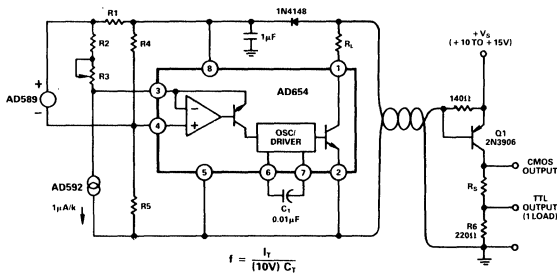 R1
1N4148
+VS
(+10 TO +15V)
R2
R4
1µF
RL
R3
8
1
140Ω
AD589
+
−
3
AD654
4
−
+
OSC/
DRIVER
Q1
2N3906
CMOS
OUTPUT
AD592
1µA/k
5
6
7
2
RS
R5
C1
0.01µF
TTL
OUTPUT
(1 LOAD)
R6
220Ω
f = IT / (10V) CT